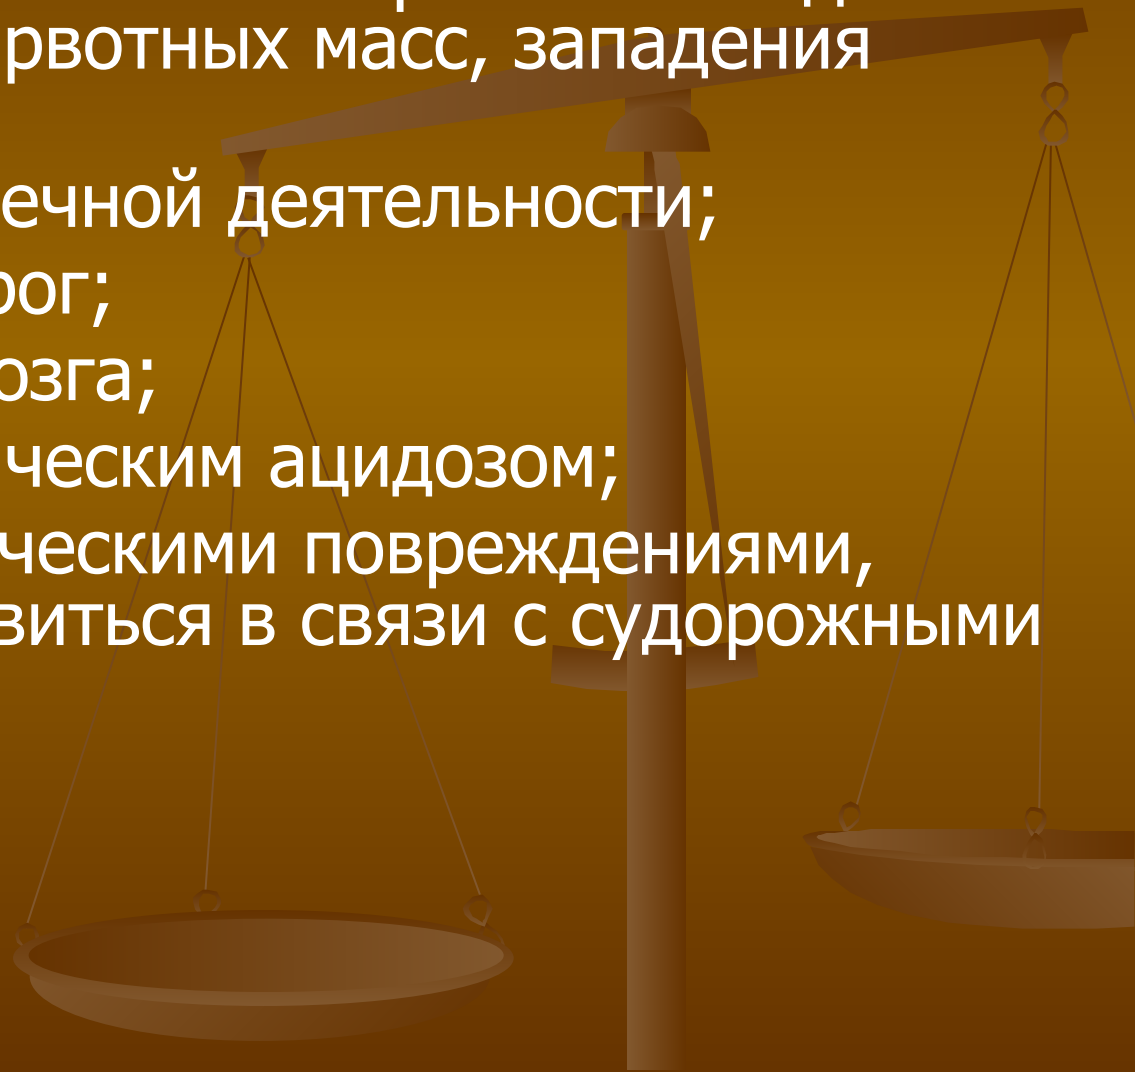 рвотных масс, западения
ечной деятельности;
рог;
озга;
ческим ацидозом;
ческими повреждениями,
виться в связи с судорожными